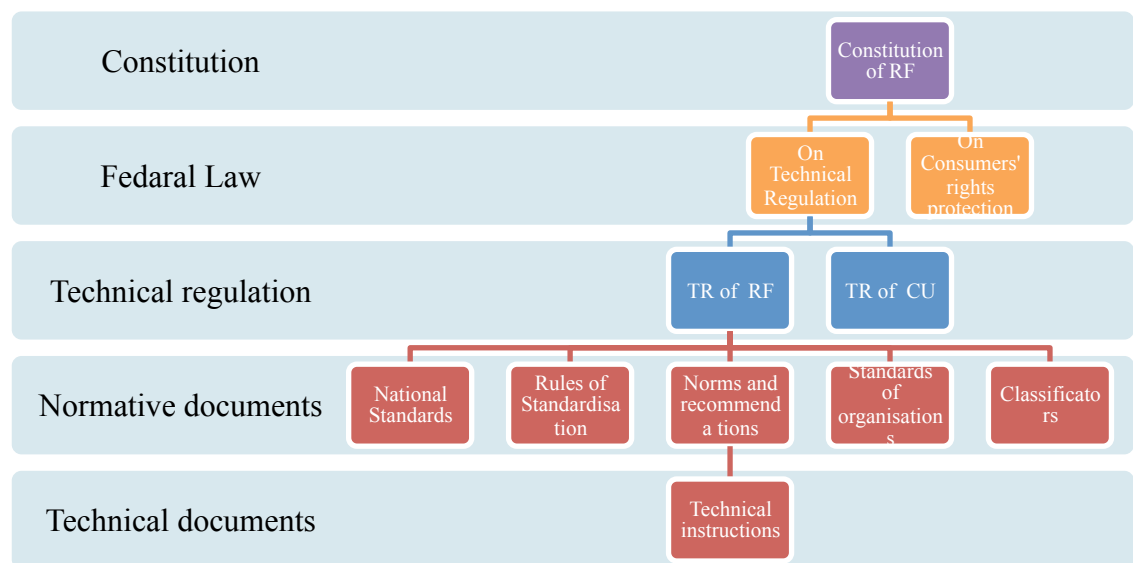 Constitution
Constitution
of RF
Fedaral Law
On
Technical
Regulation
On
Consumers'
rights
protection
Technical regulation
TR of RF
TR of CU
Normative documents
National
Standards
Rules of
Standardisa
tion
Norms and
recommend
a tions
Standards
of
organisation
s
Classificato
rs
Technical documents
Technical
instructions